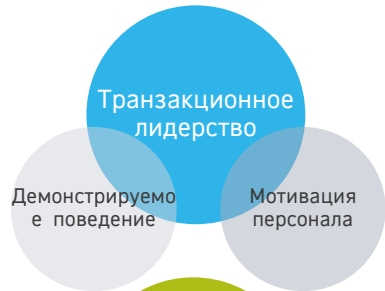 Транзакционное
лидерство
Демонстрируемо
е поведение
Мотивация
персонала